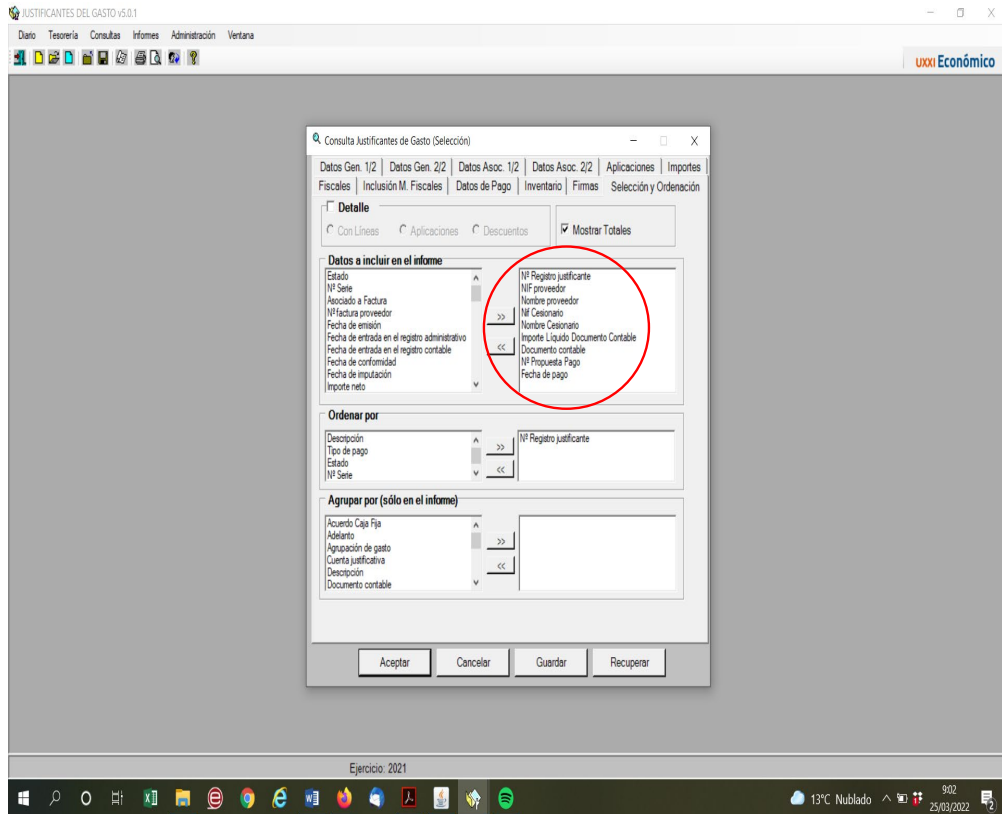 JUSTIFICANTES DEL GASTO v5.0.1
Diario Tesorería Consultas Informes Administración Ventana
uxxi Económico
Consulta Justificantes de Gasto (Selección)
Datos Gen. 1/2 Datos Gen. 2/2 Datos Asoc. 1/2 Datos Asoc. 2/2 Aplicaciones Importes
Fiscales Inclusión M. Fiscales Datos de Pago Inventario Firmas Selección y Ordenación
Detalle
Con Líneas Aplicaciones Descuentos Mostrar Totales
Datos a incluir en el informe
Estado
Nº Serie
Asociado a Factura
Nº factura proveedor
Fecha de emisión
Fecha de entrada en el registro administrativo
Fecha de entrada en el registro contable
Fecha de conformidad
Fecha de imputación
Importe neto
>>
<<
Nº Registro justificante
NIF proveedor
Nombre proveedor
Nif Cesionario
Nombre Cesionario
Importe Líquido Documento Contable
Documento contable
Nº Propuesta Pago
Fecha de pago
Ordenar por
Descripción
Tipo de pago
Estado
Nº Serie
>>
<<
Nº Registro justificante
Agrupar por (sólo en el informe)
Acuerdo Caja Fija
Adelanto
Agrupación de gasto
Cuenta justificativa
Descripción
Documento contable
>>
<<
Aceptar Cancelar Guardar Recuperar
Ejercicio: 2021
13°C Nublado
9:02
25/03/2022
2